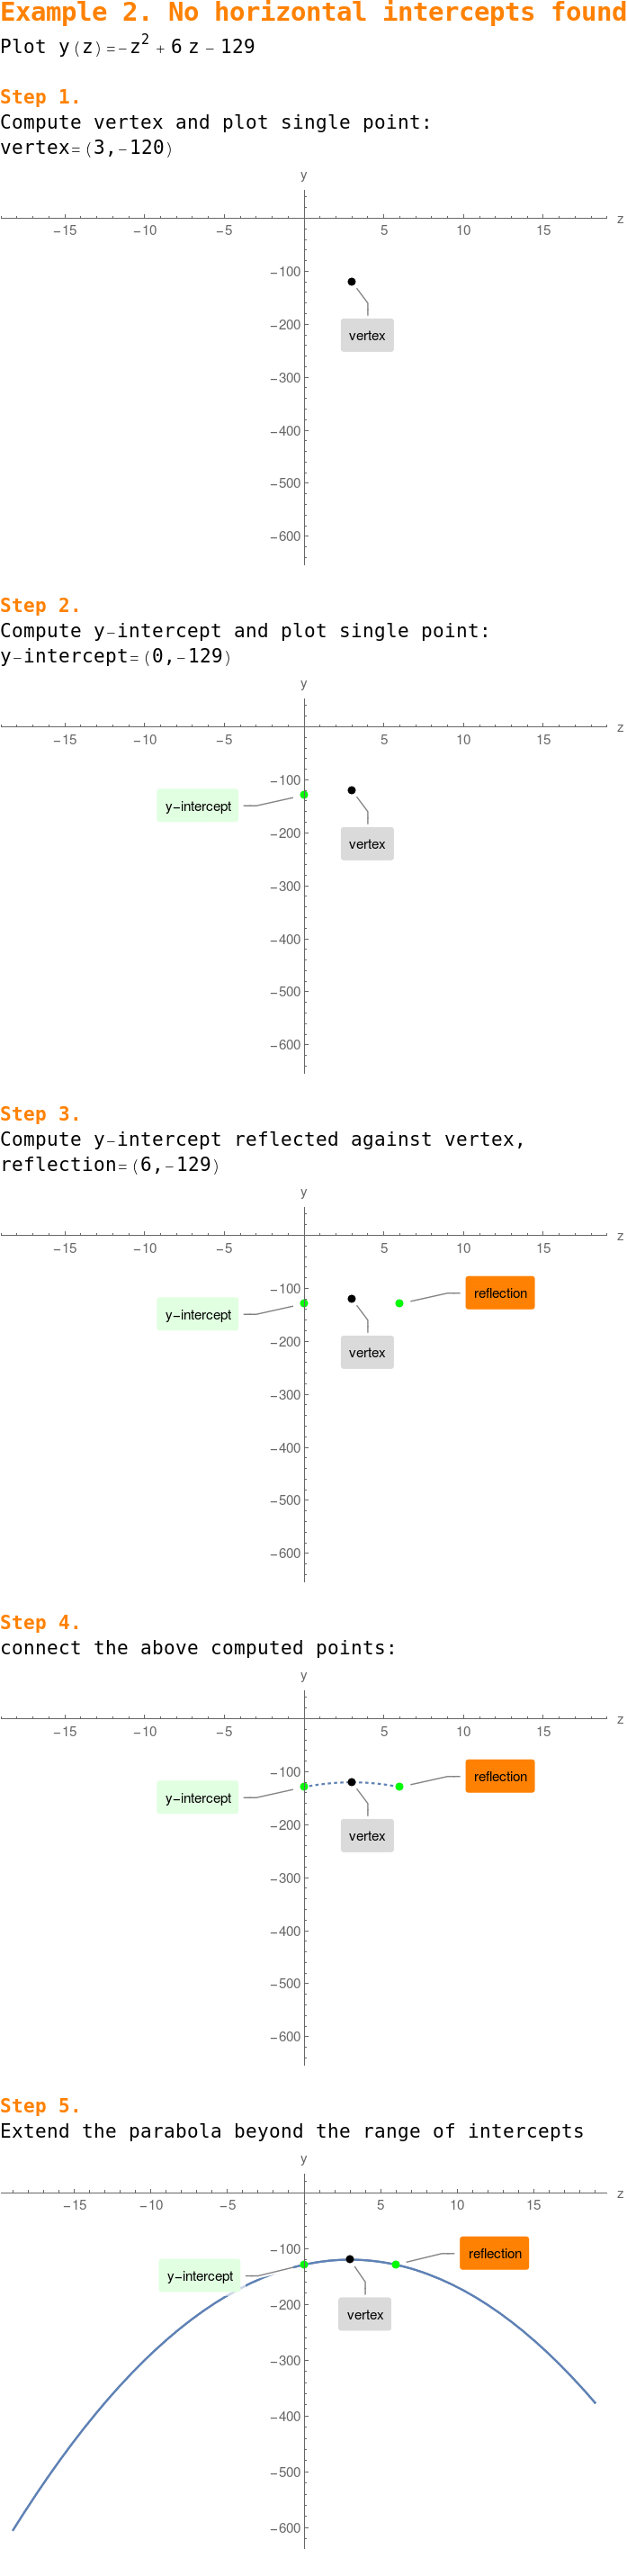 Example 2. No horizontal intercepts found
Plot y(z)=-z² + 6 z - 129
Step 1.
Compute vertex and plot single point:
vertex=(3,-120)
y
z
-15 -10 -5 5 10 15
-100
vertex
-200
-300
-400
-500
-600
Step 2.
Compute y-intercept and plot single point:
y-intercept=(0,-129)
y
z
-15 -10 -5 5 10 15
-100
y-intercept
-200
vertex
-300
-400
-500
-600
Step 3.
Compute y-intercept reflected against vertex,
reflection=(6,-129)
y
z
-15 -10 -5 5 10 15
-100
reflection
y-intercept
-200
vertex
-300
-400
-500
-600
Step 4.
connect the above computed points:
y
z
-15 -10 -5 5 10 15
-100
reflection
y-intercept
-200
vertex
-300
-400
-500
-600
Step 5.
Extend the parabola beyond the range of intercepts
y
z
-15 -10 -5 5 10 15
-100
reflection
y-intercept
-200
vertex
-300
-400
-500
-600